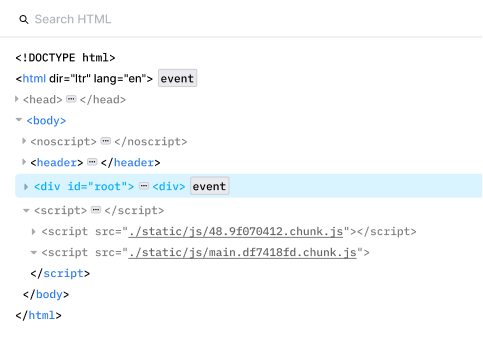 Search HTML
<!DOCTYPE html>
<html dir="ltr" lang="en"> event
<head> ... </head>
<body>
<noscript> ... </noscript>
<header> ... </header>
<div id="root"> ... <div> event
<script> ... </script>
<script src="./static/js/48.9f070412.chunk.js"></script>
<script src="./static/js/main.df7418fd.chunk.js">
</script>
</body>
</html>